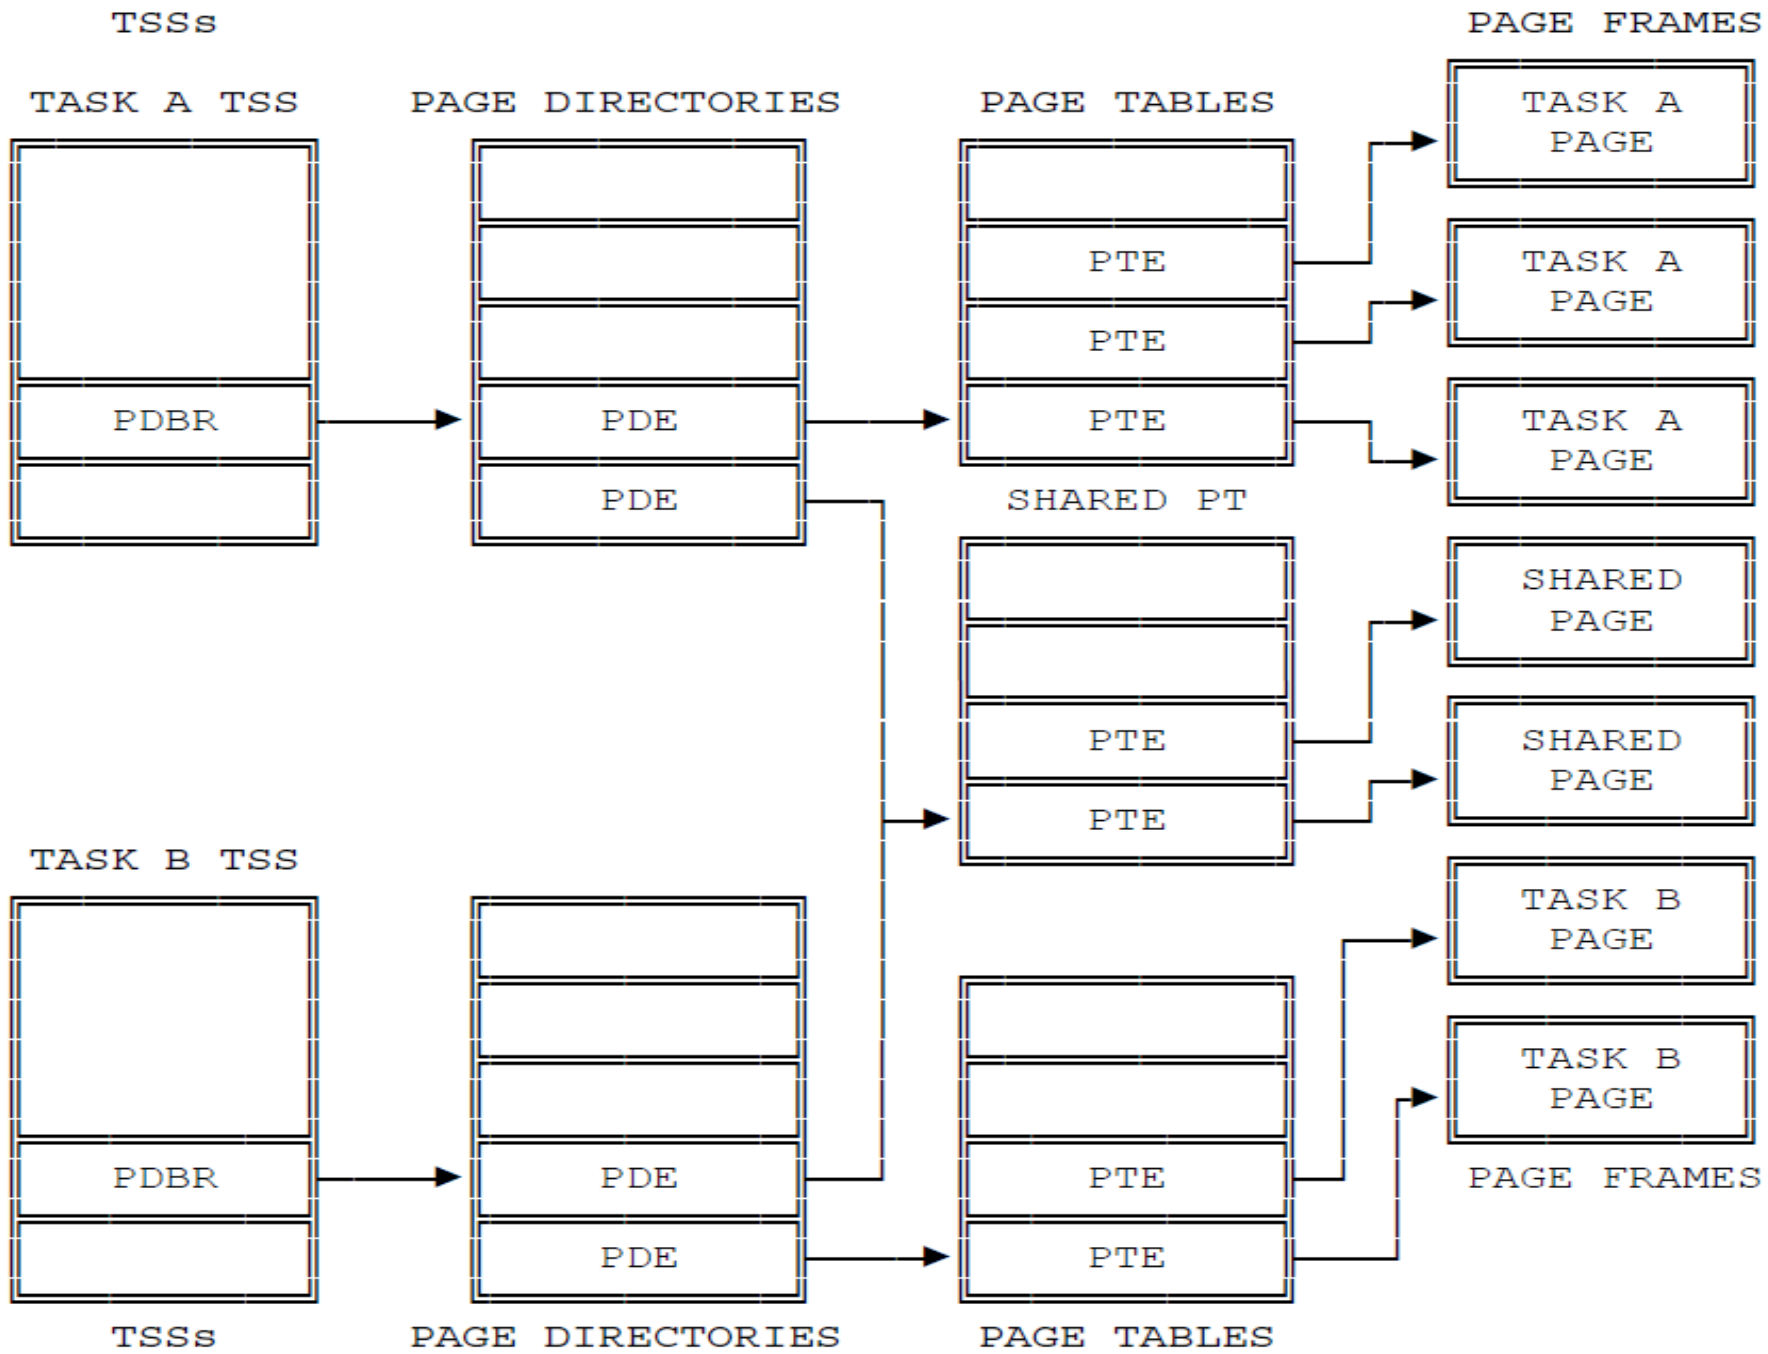 TSSs
PAGE FRAMES
TASK A TSS
PAGE DIRECTORIES
PAGE TABLES
TASK A
PAGE
PTE
TASK A
PAGE
PTE
PDBR
PDE
PTE
TASK A
PAGE
PDE
SHARED PT
SHARED
PAGE
PTE
SHARED
PAGE
PTE
TASK B TSS
TASK B
PAGE
TASK B
PAGE
PDBR
PDE
PTE
PAGE FRAMES
PDE
PTE
TSSs
PAGE DIRECTORIES
PAGE TABLES